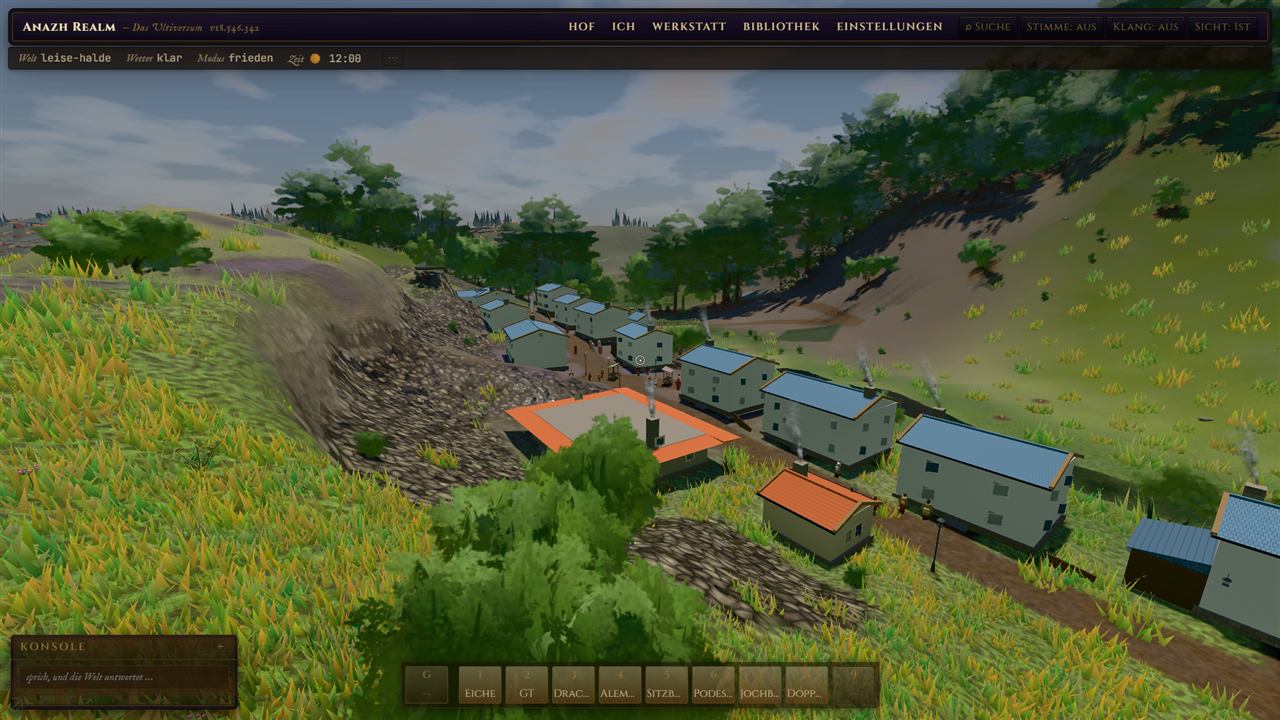 Anazh Realm – Das Ultiversum v18.546.342
HOF ICH WERKSTATT BIBLIOTHEK EINSTELLUNGEN SUCHE STIMME: AUS KLANG: AUS SICHT: IST
Welt leise-halde Wetter klar Modus frieden Zeit 12:00 ...
KONSOLE +
sprich, und die Welt antwortet ...
G 1 2 3 4 5 6 7 8 9
EICHE GT DRAC... ALEM... SITZB... PODES... JOCHB... DOPP...